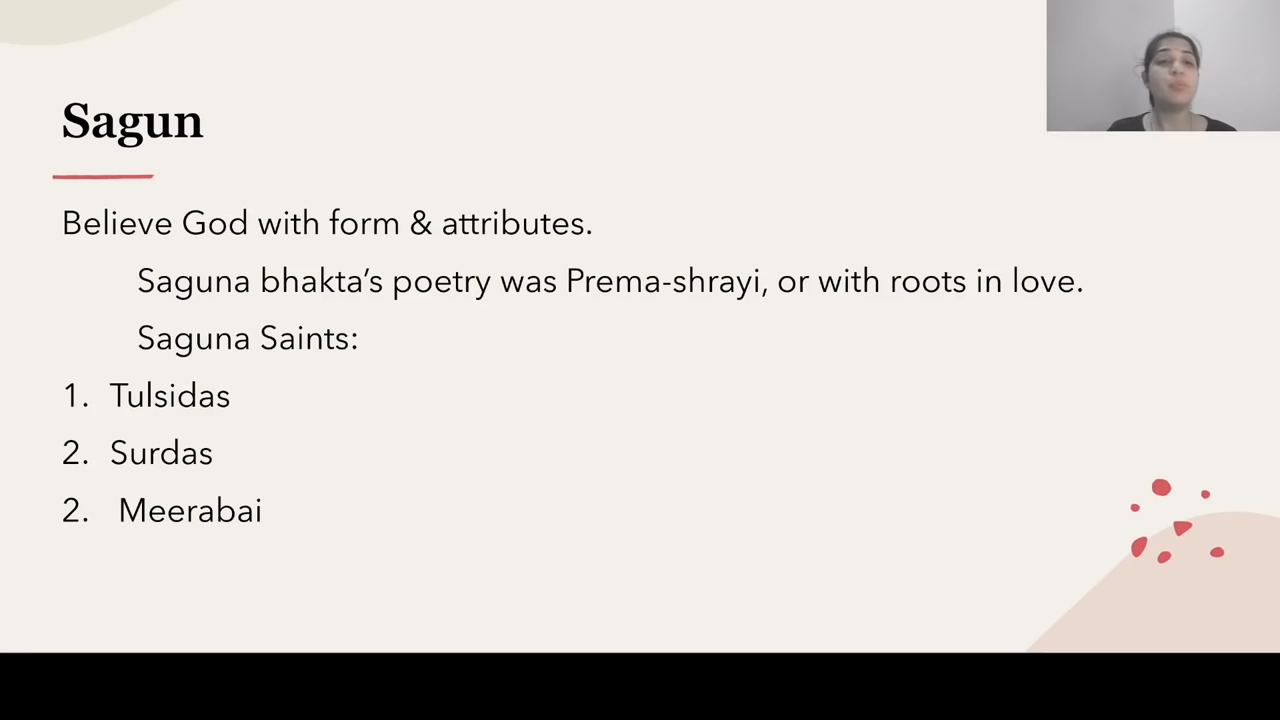 Sagun
Believe God with form & attributes.
Saguna bhakta’s poetry was Prema-shrayi, or with roots in love.
Saguna Saints:
1. Tulsidas
2. Surdas
2. Meerabai